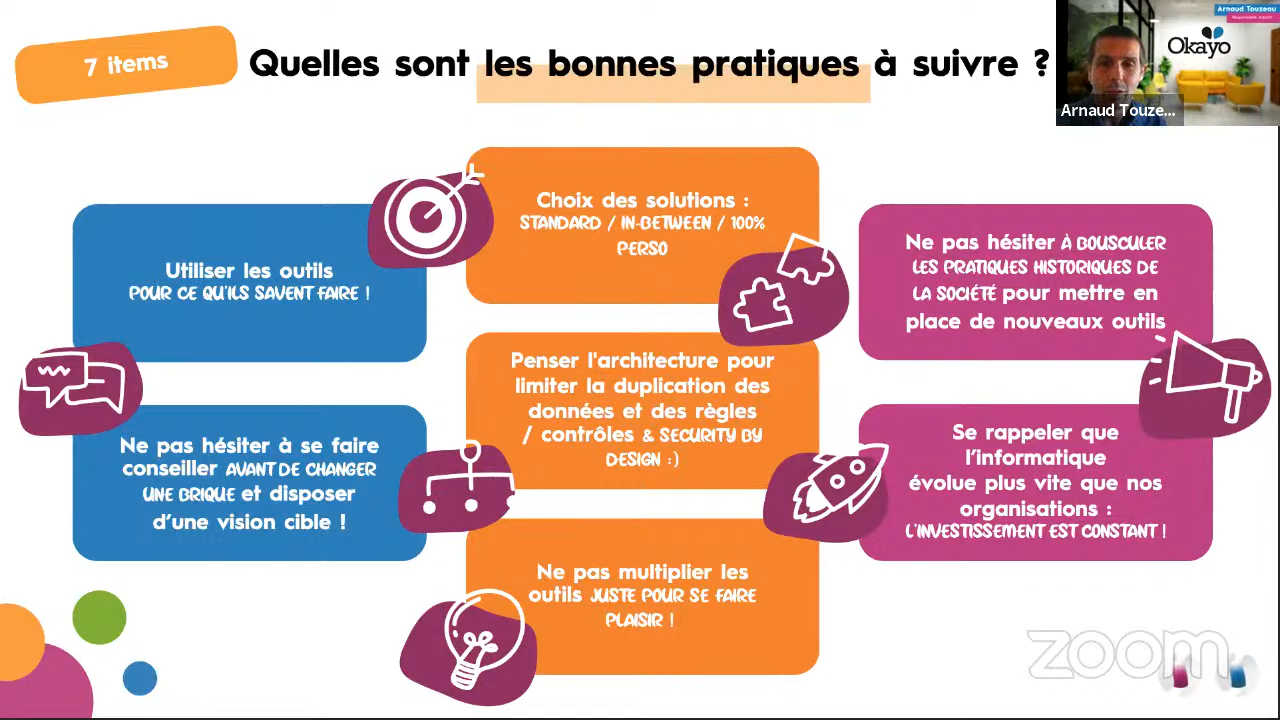 7 items
Quelles sont les bonnes pratiques à suivre ?
Arnaud Touzeau
Okayo
Arnaud Touze...
Utiliser les outils
POUR CE QU'ILS SAVENT FAIRE !
Ne pas hésiter à se faire
conseiller AVANT DE CHANGER
UNE BRIQUE et disposer
d'une vision cible !
Choix des solutions :
STANDARD / IN-BETWEEN / 100%
PERSO
Penser l'architecture pour
limiter la duplication des
données et des règles
/ contrôles & SECURITY BY
DESIGN :)
Ne pas multiplier les
outils JUSTE POUR SE FAIRE
PLAISIR !
Ne pas hésiter À BOUSCULER
LES PRATIQUES HISTORIQUES DE
LA SOCIÉTÉ pour mettre en
place de nouveaux outils
Se rappeler que
l'informatique
évolue plus vite que nos
organisations :
L'INVESTISSEMENT EST CONSTANT !
zoom